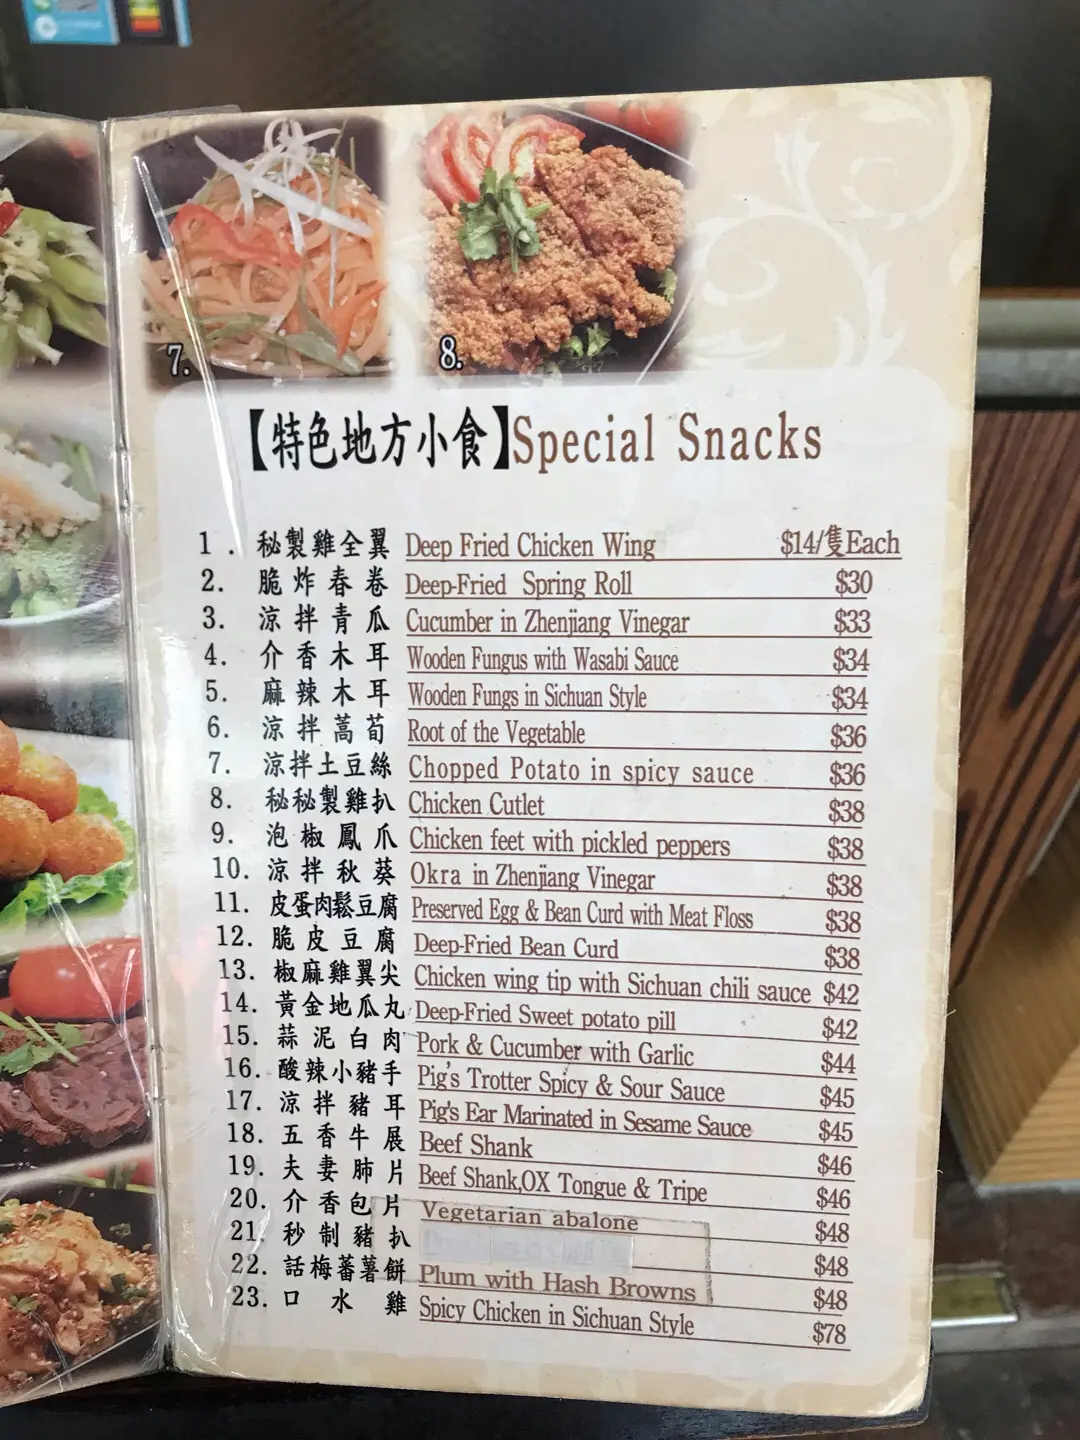 7.
8.
【特色地方小食】Special Snacks
1. 秘製雞全翼 Deep Fried Chicken Wing $14/隻Each
2. 脆炸春卷 Deep-Fried Spring Roll $30
3. 涼拌青瓜 Cucumber in Zhenjiang Vinegar $33
4. 介香木耳 Wooden Fungus with Wasabi Sauce $34
5. 麻辣木耳 Wooden Fungs in Sichuan Style $34
6. 涼拌萵荀 Root of the Vegetable $36
7. 涼拌土豆絲 Chopped Potato in spicy sauce $36
8. 秘秘製雞扒 Chicken Cutlet $38
9. 泡椒鳳爪 Chicken feet with pickled peppers $38
10. 涼拌秋葵 Okra in Zhenjiang Vinegar $38
11. 皮蛋肉鬆豆腐 Preserved Egg & Bean Curd with Meat Floss $38
12. 脆皮豆腐 Deep-Fried Bean Curd $38
13. 椒麻雞翼尖 Chicken wing tip with Sichuan chili sauce $42
14. 黃金地瓜丸 Deep-Fried Sweet potato pill $42
15. 蒜泥白肉 Pork & Cucumber with Garlic $44
16. 酸辣小豬手 Pig's Trotter Spicy & Sour Sauce $45
17. 涼拌豬耳 Pig's Ear Marinated in Sesame Sauce $45
18. 五香牛展 Beef Shank $46
19. 夫妻肺片 Beef Shank,OX Tongue & Tripe $46
20. 介香包片 Vegetarian abalone $48
21. 秒制豬扒 $48
22. 話梅蕃薯餅 Plum with Hash Browns $48
23. 口水雞 Spicy Chicken in Sichuan Style $78